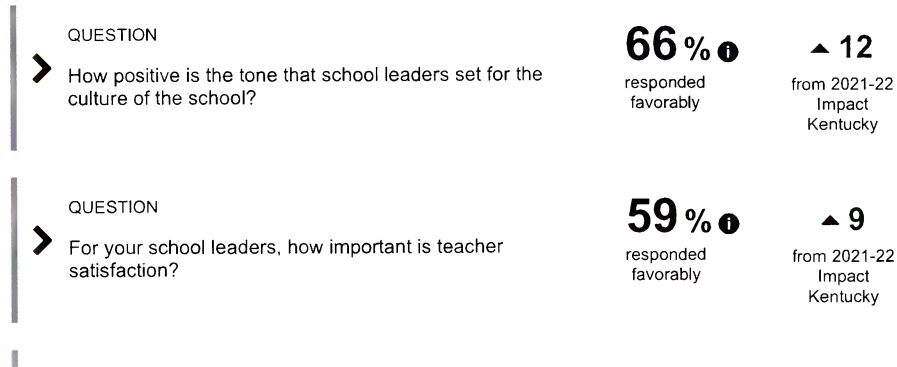 QUESTION
How positive is the tone that school leaders set for the
culture of the school?
66 %
responded
favorably
12
from 2021-22
Impact
Kentucky
QUESTION
For your school leaders, how important is teacher
satisfaction?
59 %
responded
favorably
9
from 2021-22
Impact
Kentucky